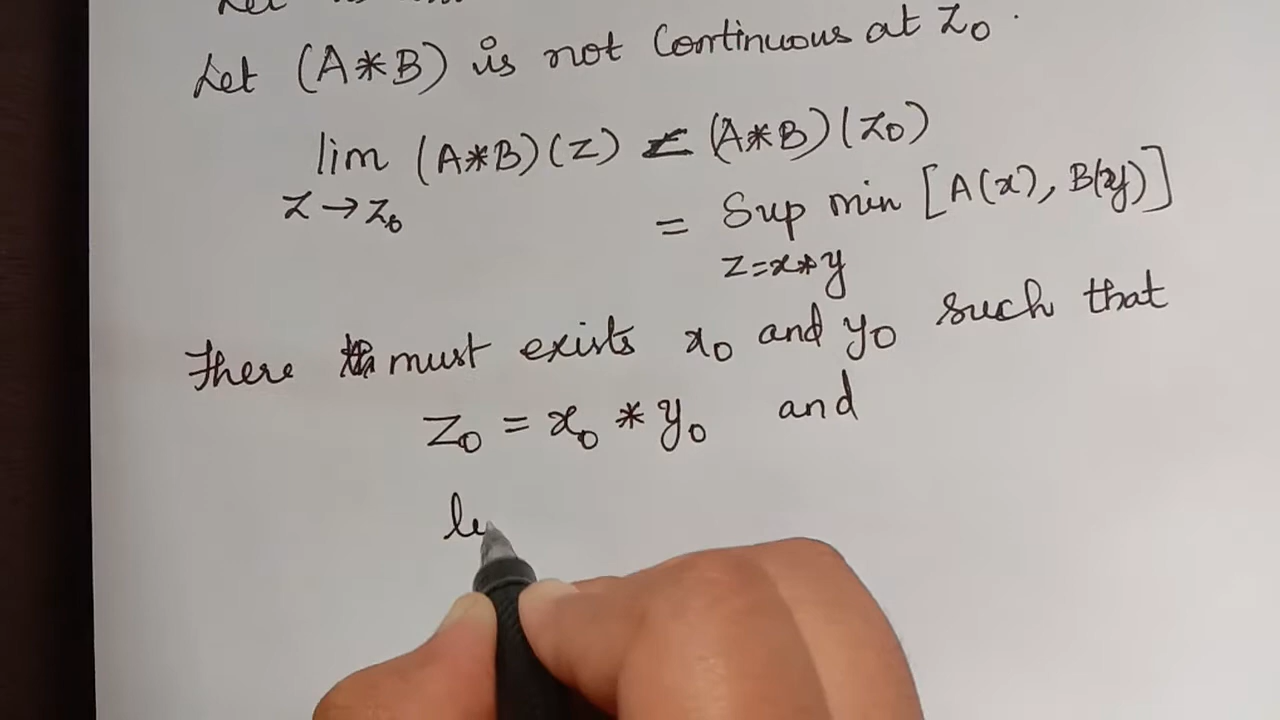 Let
Let (A*B) is not Continuous at Z₀.
lim (A*B)(z) < (A*B)(z₀)
z→z₀
= Sup min [A(x), B(y)]
z=x*y
There must exists x₀ and y₀ such that
z₀ = x₀ * y₀ and